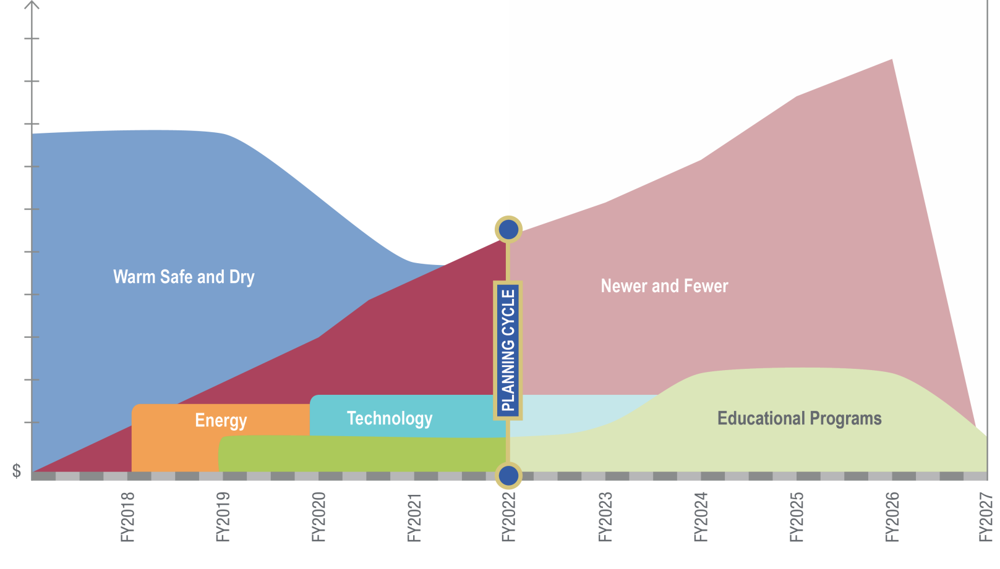 Warm Safe and Dry
Newer and Fewer
PLANNING CYCLE
Energy
Technology
Educational Programs
$
FY2018
FY2019
FY2020
FY2021
FY2022
FY2023
FY2024
FY2025
FY2026
FY2027